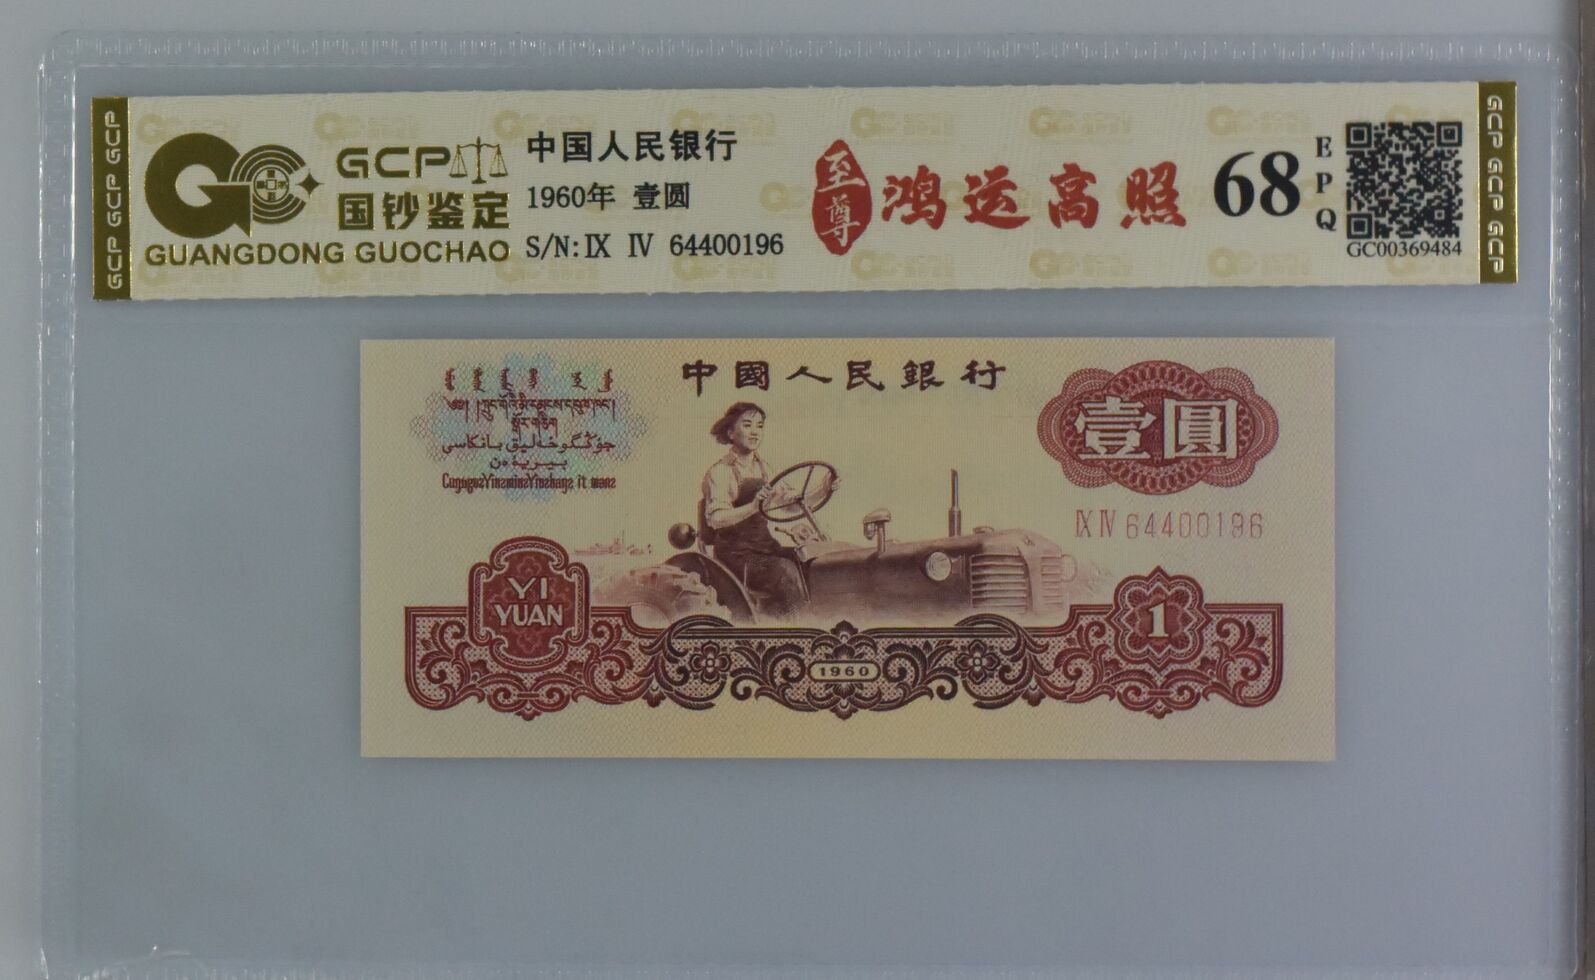 GCP GCP GCP
GCP
国钞鉴定
GUANGDONG GUOCHAO
中国人民银行
1960年 壹圆
S/N: IX IV 64400196
至尊
鸿运高照
68
EPQ
GC00369484
GCP GCP GCP
中國人民銀行
壹圓
IX IV 64400196
YI
YUAN
1
1960